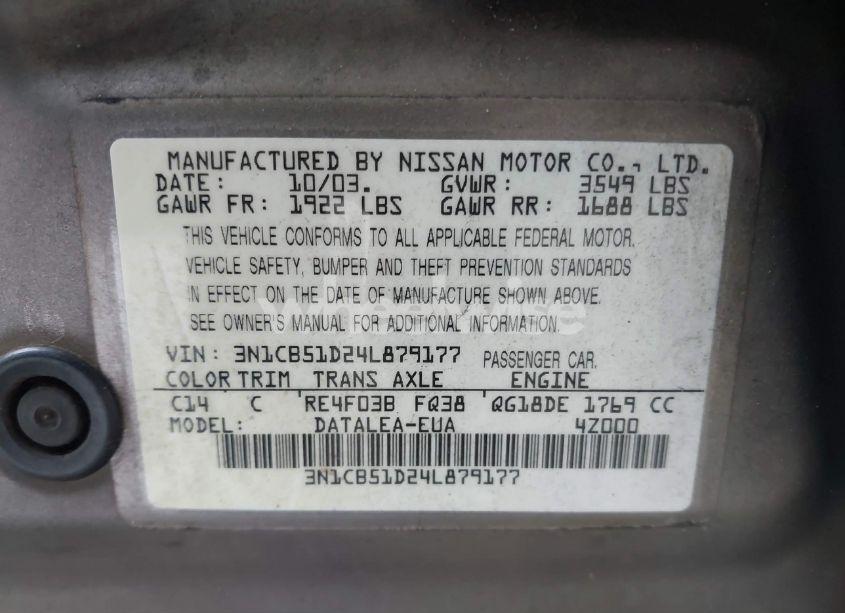 MANUFACTURED BY NISSAN MOTOR CO., LTD.
DATE: 10/03. GVWR: 3549 LBS
GAWR FR: 1922 LBS GAWR RR: 1688 LBS
THIS VEHICLE CONFORMS TO ALL APPLICABLE FEDERAL MOTOR.
VEHICLE SAFETY, BUMPER AND THEFT PREVENTION STANDARDS
IN EFFECT ON THE DATE OF MANUFACTURE SHOWN ABOVE.
SEE OWNER'S MANUAL FOR ADDITIONAL INFORMATION.
VIN: 3N1CB51D24L879177 PASSENGER CAR.
COLOR TRIM TRANS AXLE ENGINE
C14 C RE4F03B FQ38 QG18DE 1769 CC
MODEL: DATALEA-EUA 4Z000
3N1CB51D24L879177